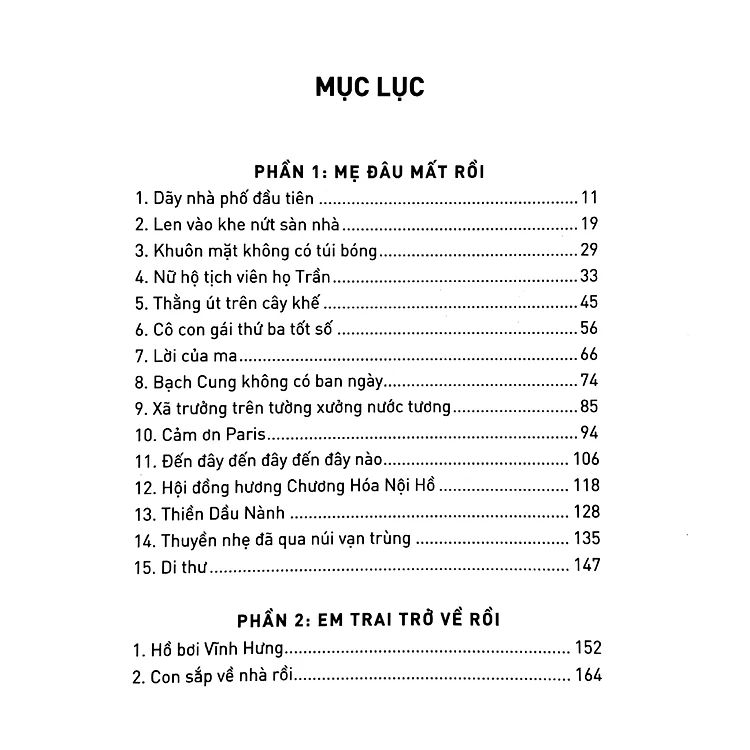 MỤC LỤC
PHẦN 1: MẸ ĐÂU MẤT RỒI
1. Dãy nhà phố đầu tiên ........ 11
2. Len vào khe nứt sàn nhà ........ 19
3. Khuôn mặt không có túi bóng ........ 29
4. Nữ hộ tịch viên họ Trần ........ 33
5. Thằng út trên cây khế ........ 45
6. Cô con gái thứ ba tốt số ........ 56
7. Lời của ma ........ 66
8. Bạch Cung không có ban ngày ........ 74
9. Xã trưởng trên tường xưởng nước tương ........ 85
10. Cảm ơn Paris ........ 94
11. Đến đây đến đây đến đây nào ........ 106
12. Hội đồng hương Chương Hóa Nội Hồ ........ 118
13. Thiền Dầu Nành ........ 128
14. Thuyền nhẹ đã qua núi vạn trùng ........ 135
15. Di thư ........ 147
PHẦN 2: EM TRAI TRỞ VỀ RỒI
1. Hồ bơi Vĩnh Hưng ........ 152
2. Con sắp về nhà rồi ........ 164